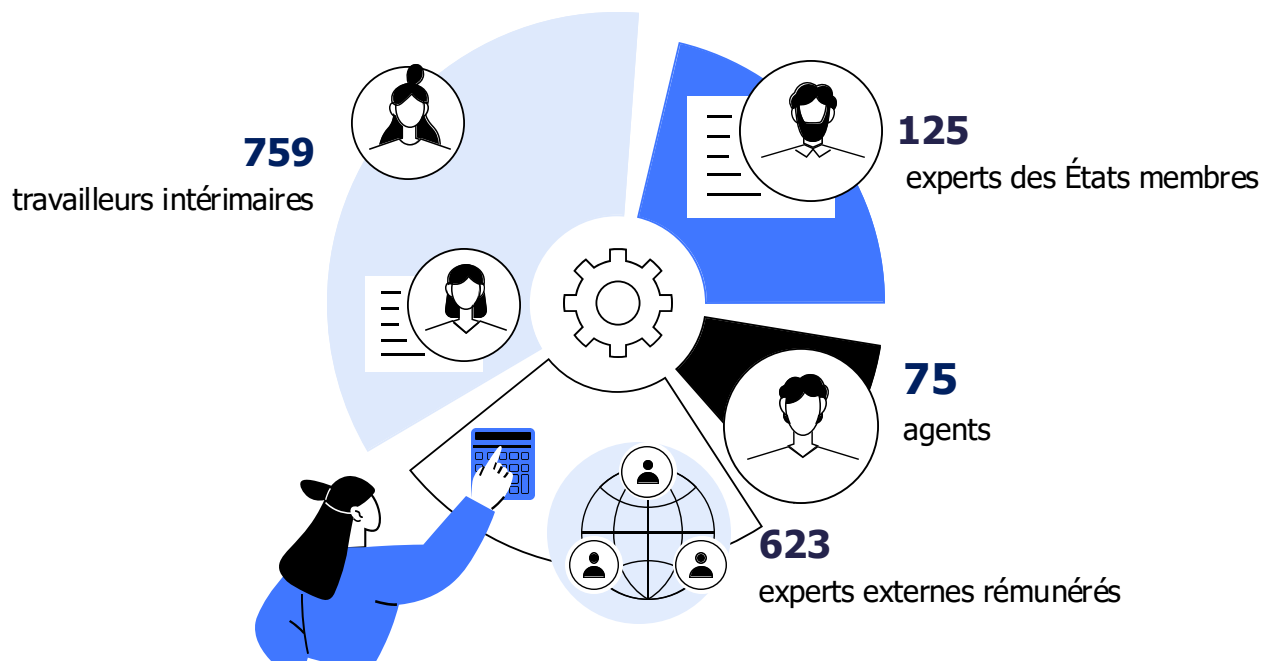 759
travailleurs intérimaires
125
experts des États membres
75
agents
623
experts externes rémunérés